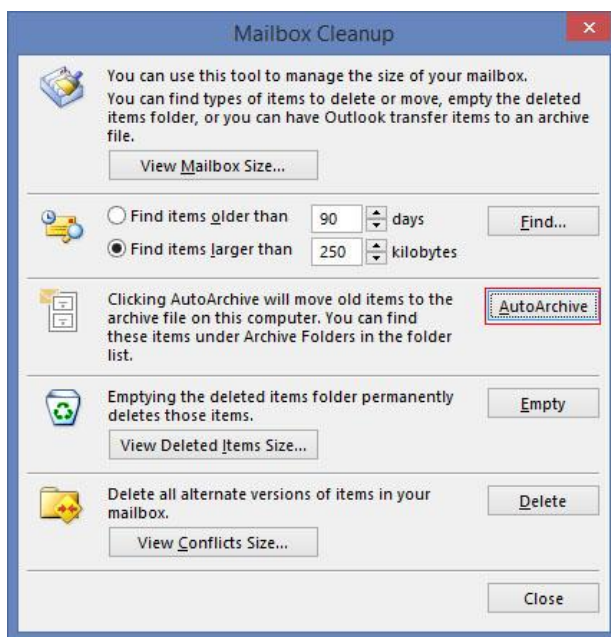 Mailbox Cleanup
You can use this tool to manage the size of your mailbox.
You can find types of items to delete or move, empty the deleted
items folder, or you can have Outlook transfer items to an archive
file.
View Mailbox Size...
Find items older than 90 days Find...
Find items larger than 250 kilobytes
Clicking AutoArchive will move old items to the AutoArchive
archive file on this computer. You can find
these items under Archive Folders in the folder
list.
Emptying the deleted items folder permanently Empty
deletes those items.
View Deleted Items Size...
Delete all alternate versions of items in your Delete
mailbox.
View Conflicts Size...
Close